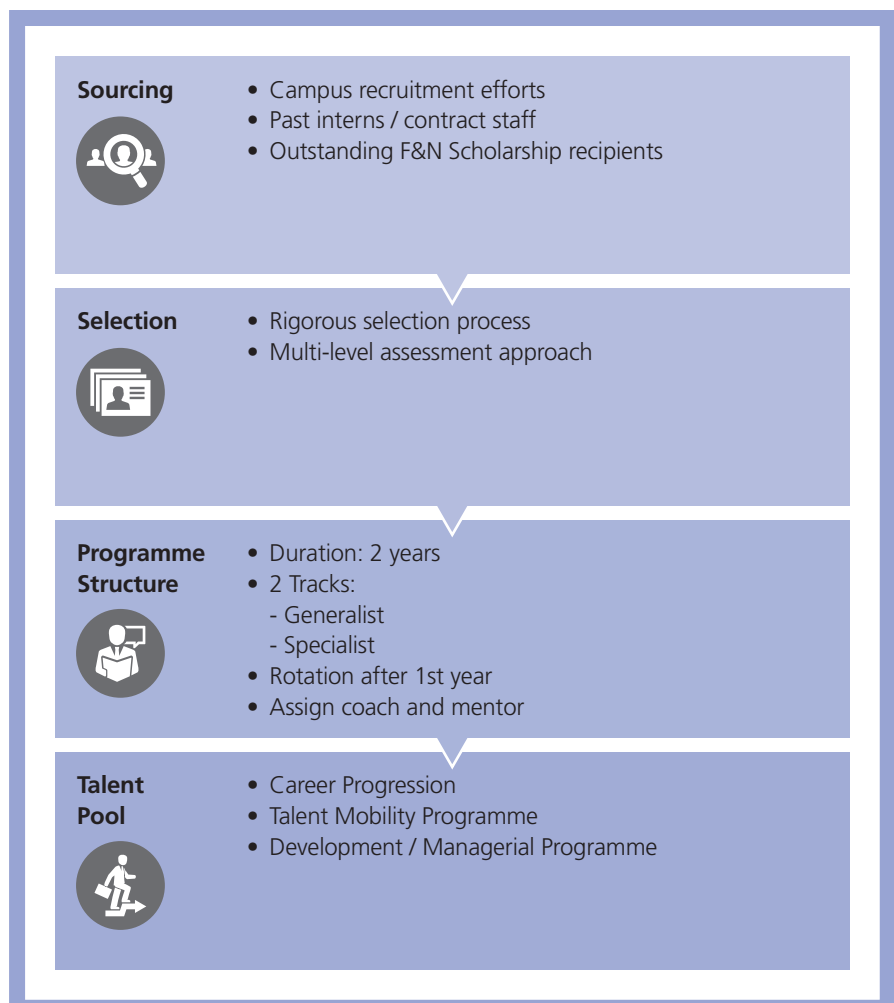 Sourcing
• Campus recruitment efforts
• Past interns / contract staff
• Outstanding F&N Scholarship recipients
Selection
• Rigorous selection process
• Multi-level assessment approach
Programme
Structure
• Duration: 2 years
• 2 Tracks:
- Generalist
- Specialist
• Rotation after 1st year
• Assign coach and mentor
Talent
Pool
• Career Progression
• Talent Mobility Programme
• Development / Managerial Programme